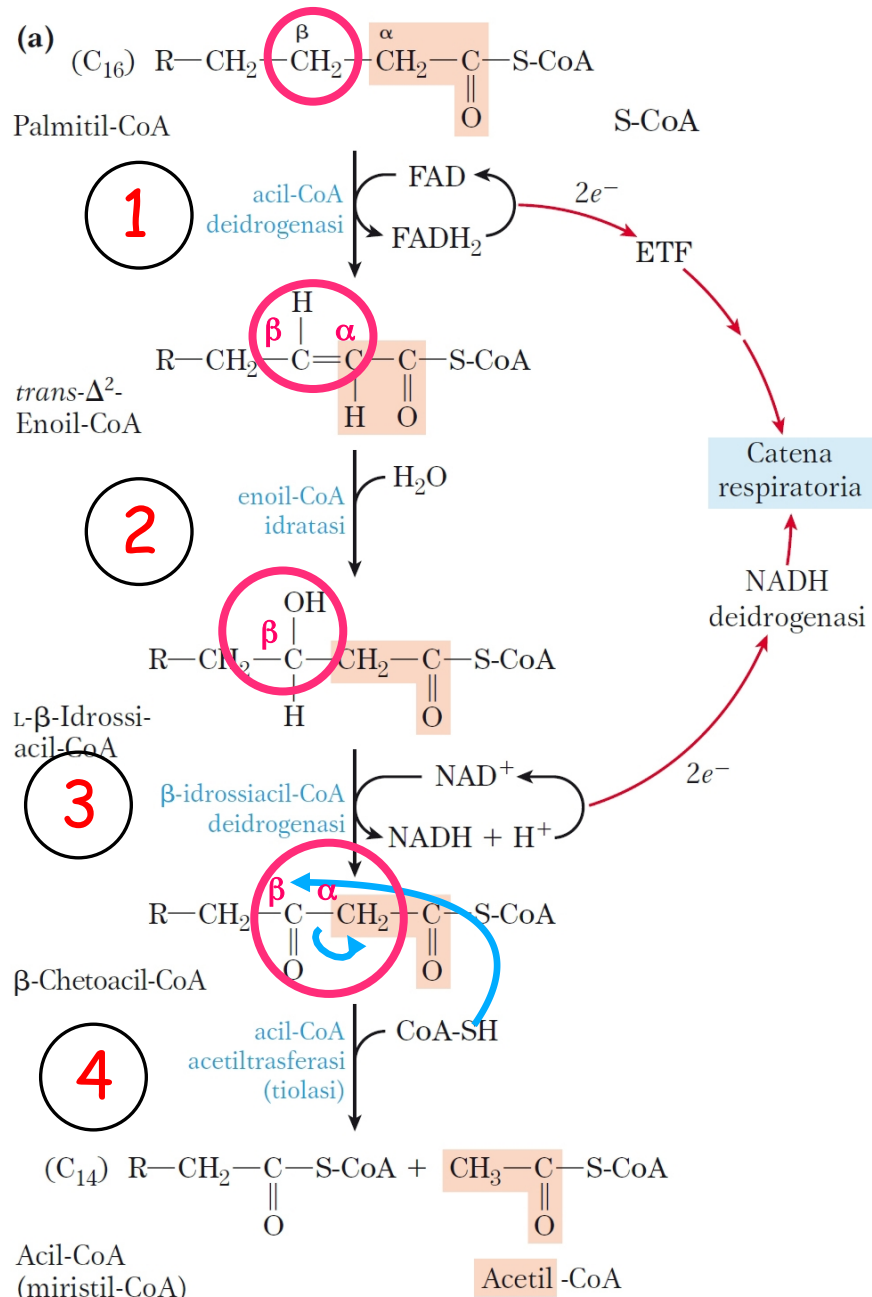 (a)
β α
(C₁₆) R—CH₂—CH₂—CH₂—C—S-CoA
O
Palmitil-CoA
S-CoA
1
acil-CoA
deidrogenasi
FAD
FADH₂
2e⁻
ETF
H
β α
R—CH₂—C=C—C—S-CoA
H O
trans-Δ²-
Enoil-CoA
Catena
respiratoria
2
enoil-CoA
idratasi
H₂O
NADH
deidrogenasi
OH
β
R—CH₂—C—CH₂—C—S-CoA
H O
L-β-Idrossi-
acil-CoA
3
β-idrossiacil-CoA
deidrogenasi
NAD⁺
NADH + H⁺
2e⁻
β α
R—CH₂—C—CH₂—C—S-CoA
O O
β-Chetoacil-CoA
4
acil-CoA
acetiltrasferasi
(tiolasi)
CoA-SH
(C₁₄) R—CH₂—C—S-CoA + CH₃—C—S-CoA
O O
Acil-CoA
(miristil-CoA)
Acetil -CoA